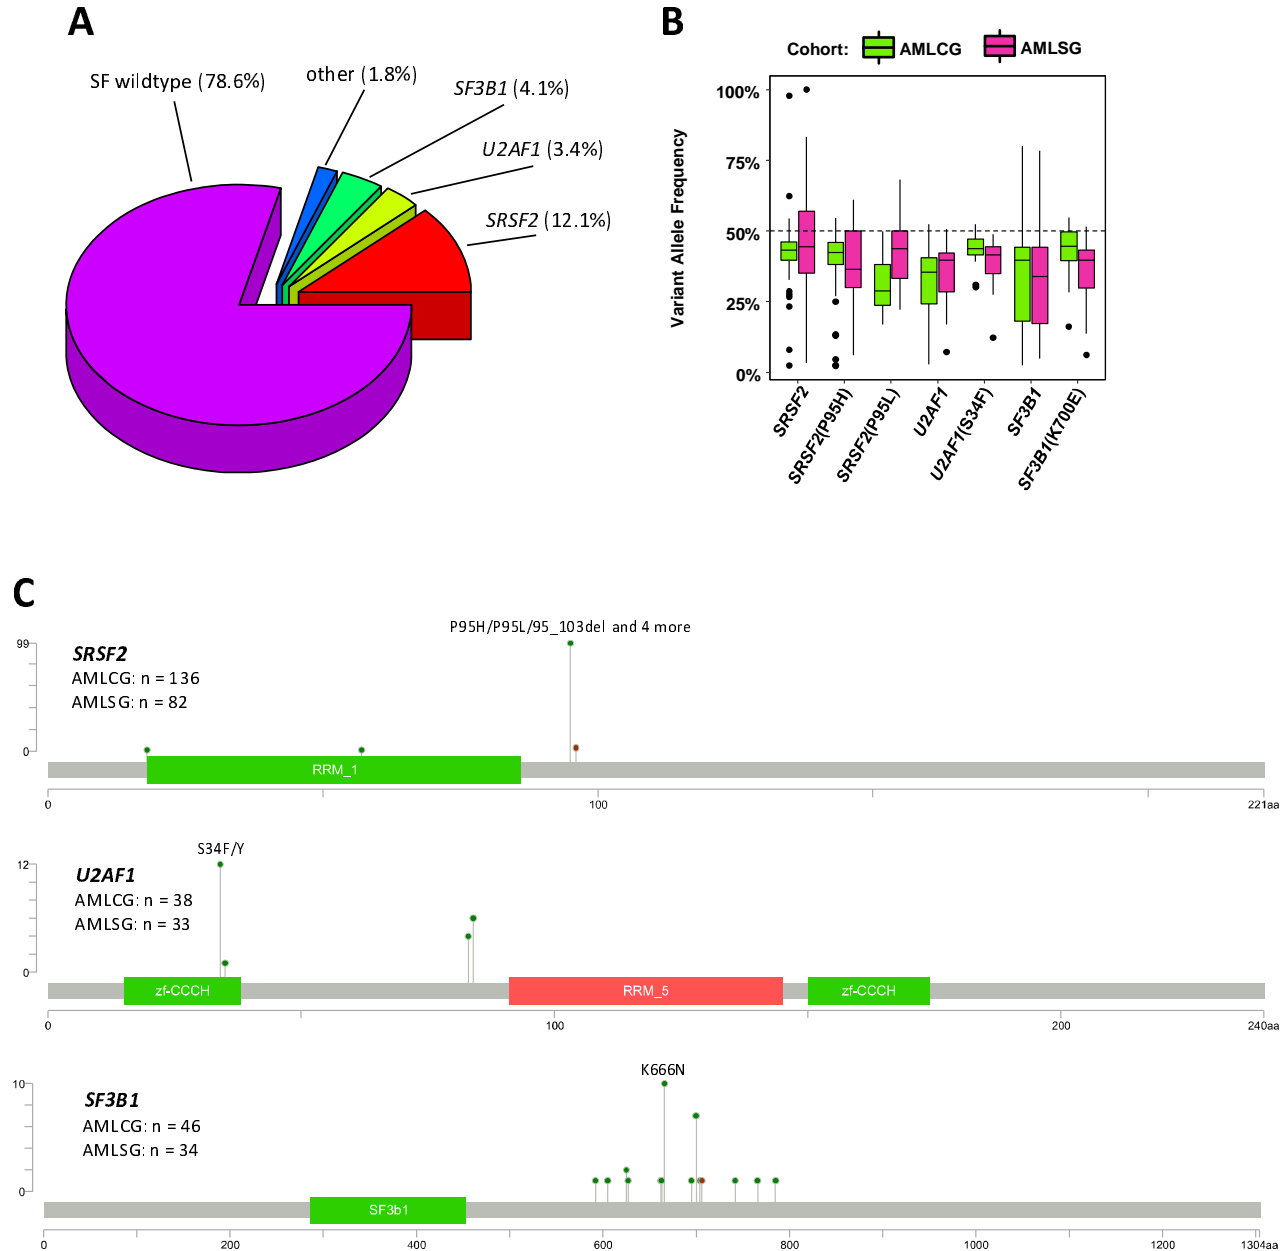 A
SF wildtype (78.6%)
other (1.8%)
SF3B1 (4.1%)
U2AF1 (3.4%)
SRSF2 (12.1%)
B
Cohort: AMLCG AMLSG
Variant Allele Frequency
100%
75%
50%
25%
0%
SRSF2
SRSF2(P95H)
SRSF2(P95L)
U2AF1
U2AF1(S34F)
SF3B1
SF3B1(K700E)
C
P95H/P95L/95_103del and 4 more
99
SRSF2
AMLCG: n = 136
AMLSG: n = 82
0
RRM_1
0 100 221aa
S34F/Y
12
U2AF1
AMLCG: n = 38
AMLSG: n = 33
0
zf-CCCH RRM_5 zf-CCCH
0 100 200 240aa
K666N
10
SF3B1
AMLCG: n = 46
AMLSG: n = 34
0
SF3b1
0 200 400 600 800 1000 1200 1304aa